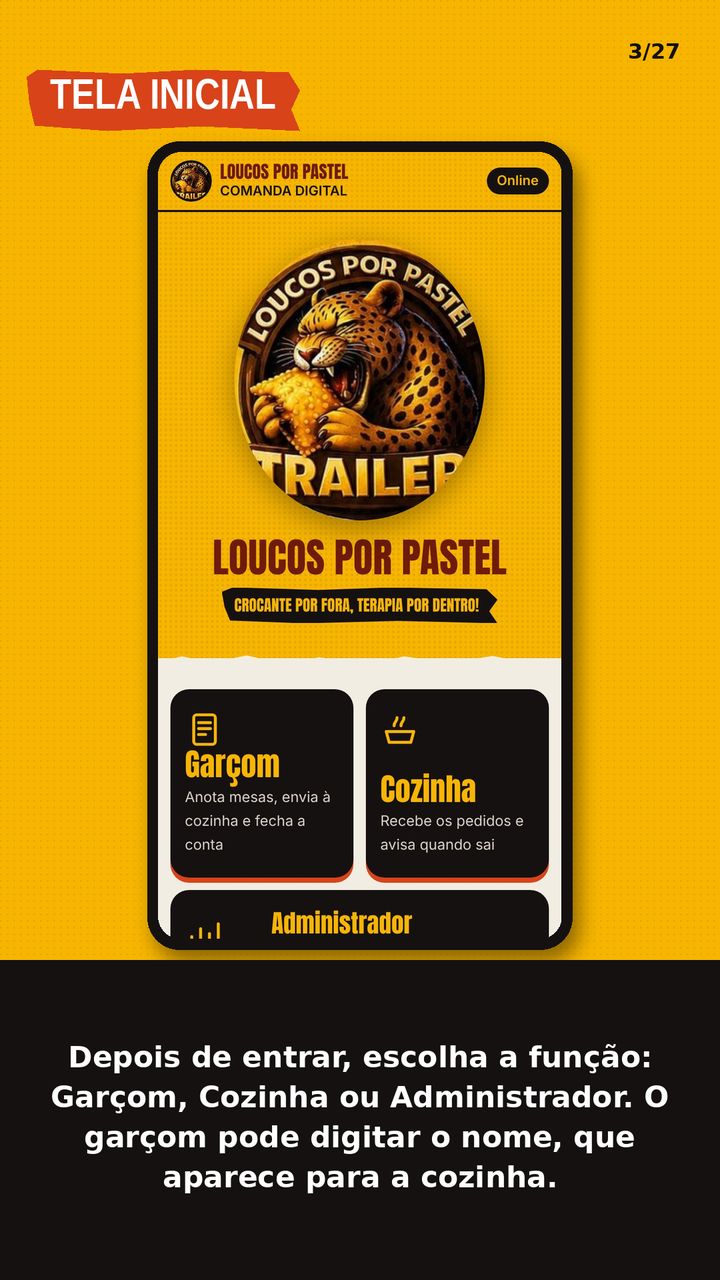 3/27
TELA INICIAL
LOUCOS POR PASTEL
COMANDA DIGITAL
Online
LOUCOS POR PASTEL
TRAILER
LOUCOS POR PASTEL
CROCANTE POR FORA, TERAPIA POR DENTRO!
Garçom
Anota mesas, envia à
cozinha e fecha a
conta
Cozinha
Recebe os pedidos e
avisa quando sai
Administrador
Depois de entrar, escolha a função:
Garçom, Cozinha ou Administrador. O
garçom pode digitar o nome, que
aparece para a cozinha.